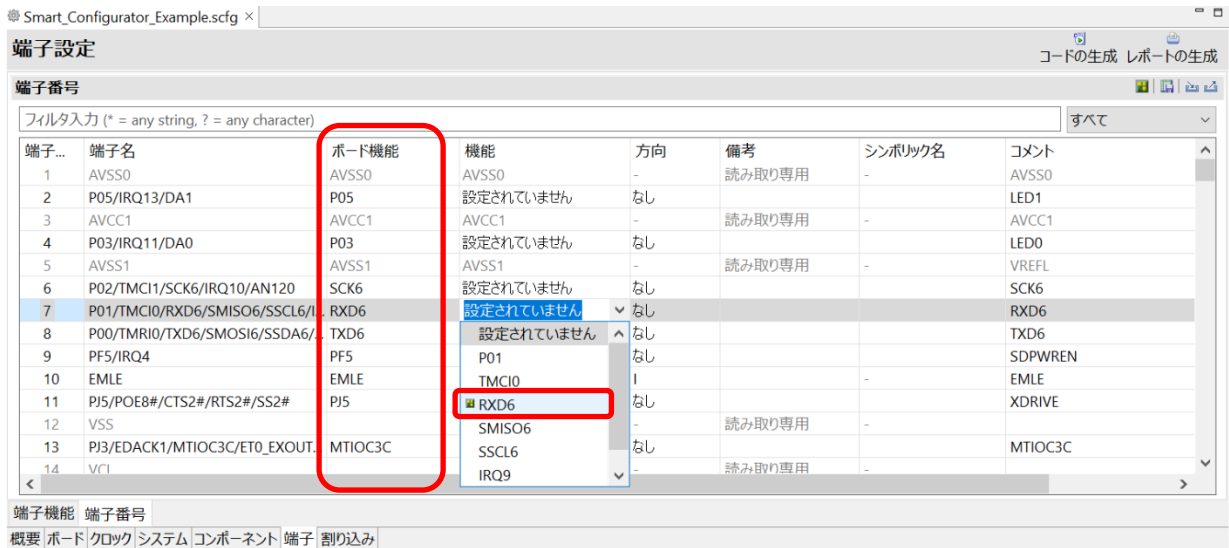 Smart_Configurator_Example.scfg ×
端子設定
コードの生成 レポートの生成
端子番号
フィルタ入力 (* = any string, ? = any character) すべて
端子... 端子名 ボード機能 機能 方向 備考 シンボリック名 コメント
1 AVSS0 AVSS0 AVSS0 - 読み取り専用 - AVSS0
2 P05/IRQ13/DA1 P05 設定されていません なし LED1
3 AVCC1 AVCC1 AVCC1 - 読み取り専用 - AVCC1
4 P03/IRQ11/DA0 P03 設定されていません なし LED0
5 AVSS1 AVSS1 AVSS1 - 読み取り専用 - VREFL
6 P02/TMCI1/SCK6/IRQ10/AN120 SCK6 設定されていません なし SCK6
7 P01/TMCI0/RXD6/SMISO6/SSCL6/I... RXD6 設定されていません なし RXD6
8 P00/TMRI0/TXD6/SMOSI6/SSDA6/... TXD6 設定されていません なし TXD6
9 PF5/IRQ4 PF5 P01 なし SDPWREN
10 EMLE EMLE TMCI0 I - EMLE
11 PJ5/POE8#/CTS2#/RTS2#/SS2# PJ5 RXD6 なし XDRIVE
12 VSS SMISO6 - 読み取り専用 -
13 PJ3/EDACK1/MTIOC3C/ET0_EXOUT... MTIOC3C SSCL6 なし MTIOC3C
14 VCL IRQ9 - 読み取り専用 -
端子機能 端子番号
概要 ボード クロック システム コンポーネント 端子 割り込み